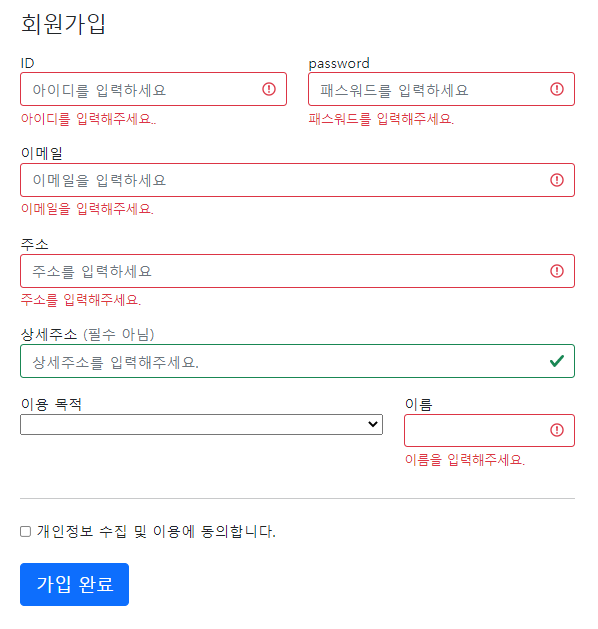 회원가입
ID password
아이디를 입력하세요 패스워드를 입력하세요
아이디를 입력해주세요.. 패스워드를 입력해주세요.
이메일
이메일을 입력하세요
이메일을 입력해주세요.
주소
주소를 입력하세요
주소를 입력해주세요.
상세주소 (필수 아님)
상세주소를 입력해주세요.
이용 목적 이름
이름을 입력해주세요.
개인정보 수집 및 이용에 동의합니다.
가입 완료